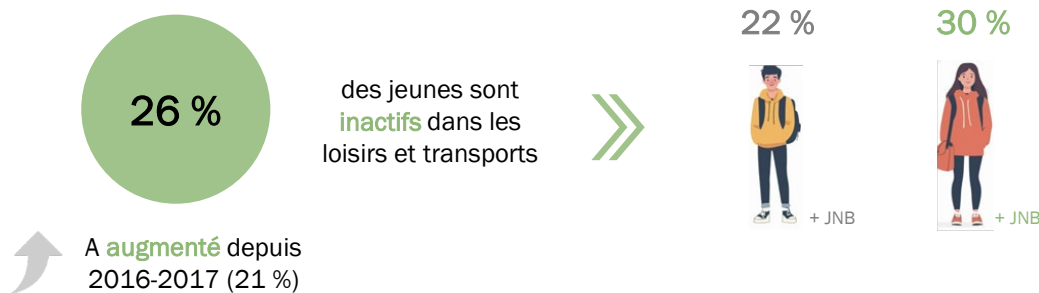 26 %
des jeunes sont
inactifs dans les
loisirs et transports
22 %
30 %
+ JNB
+ JNB
A augmenté depuis
2016-2017 (21 %)